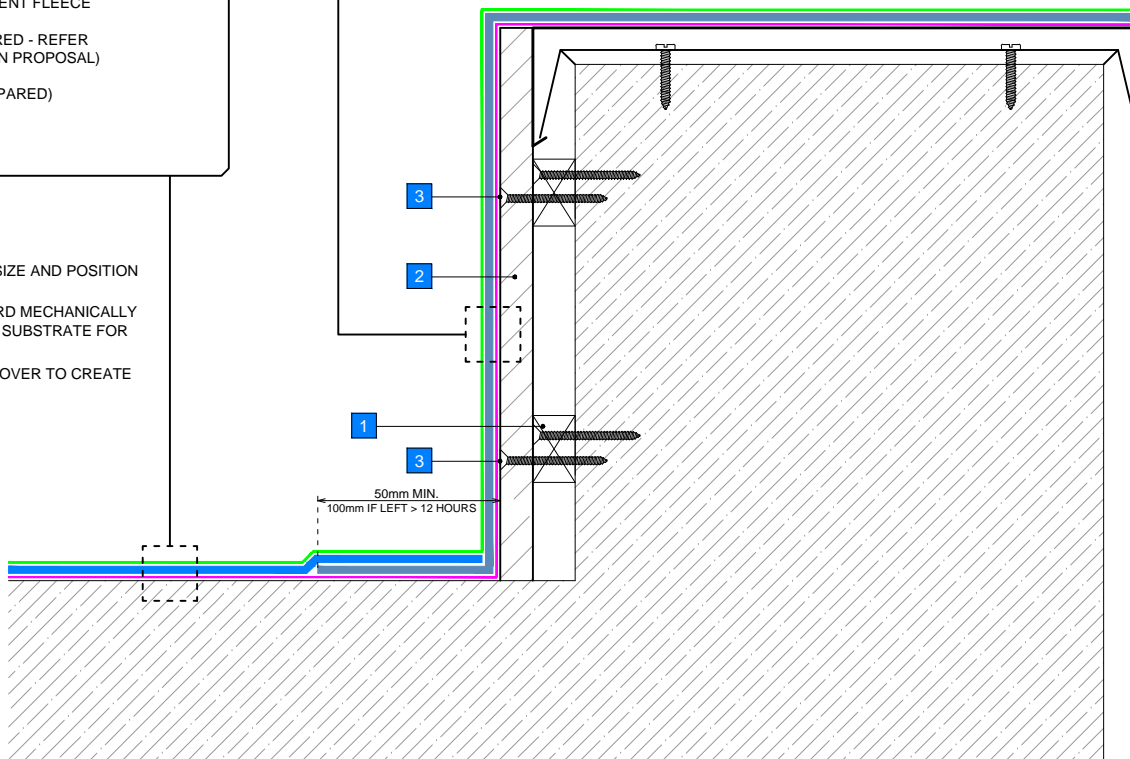 ENT FLEECE
RED - REFER
N PROPOSAL)
PARED)
SIZE AND POSITION
RD MECHANICALLY
SUBSTRATE FOR
OVER TO CREATE
3
2
1
3
50mm MIN.
100mm IF LEFT > 12 HOURS